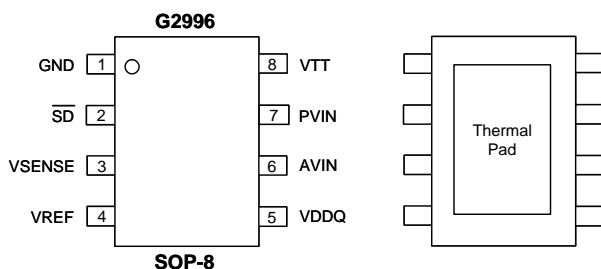 G2996
GND 1 8 VTT
SD 2 7 PVIN
VSENSE 3 6 AVIN
VREF 4 5 VDDQ
SOP-8
Thermal
Pad